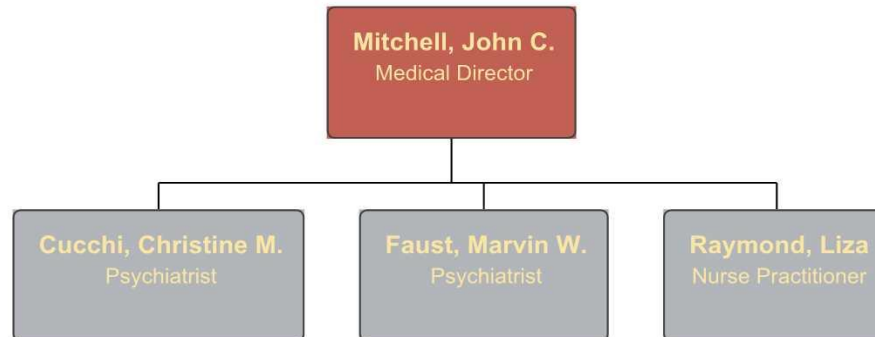 Mitchell, John C.
Medical Director
Cucchi, Christine M.
Psychiatrist
Faust, Marvin W.
Psychiatrist
Raymond, Liza
Nurse Practitioner